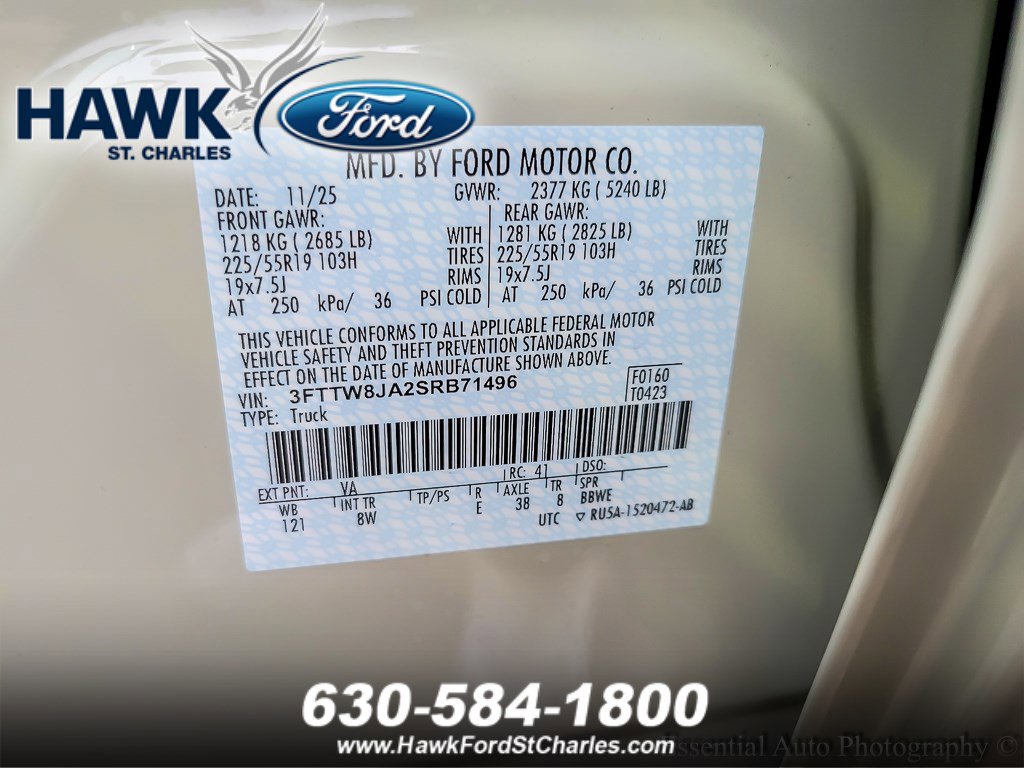 HAWK
ST. CHARLES
Ford
MFD. BY FORD MOTOR CO.
DATE: 11/25 GVWR: 2377 KG ( 5240 LB)
FRONT GAWR: REAR GAWR:
1218 KG ( 2685 LB) WITH 1281 KG ( 2825 LB) WITH
225/55R19 103H TIRES 225/55R19 103H TIRES
19x7.5J RIMS 19x7.5J RIMS
AT 250 kPa/ 36 PSI COLD AT 250 kPa/ 36 PSI COLD
THIS VEHICLE CONFORMS TO ALL APPLICABLE FEDERAL MOTOR
VEHICLE SAFETY AND THEFT PREVENTION STANDARDS IN
EFFECT ON THE DATE OF MANUFACTURE SHOWN ABOVE.
VIN: 3FTTW8JA2SRB71496 F0160
TYPE: Truck T0423
EXT PNT: VA RC: 41 DSO:
WB INT TR TP/PS R AXLE TR SPR
121 8W E 38 8 BBWE
UTC ▽ RU5A-1520472-AB
630-584-1800
www.HawkFordStCharles.com
Essential Auto Photography ©